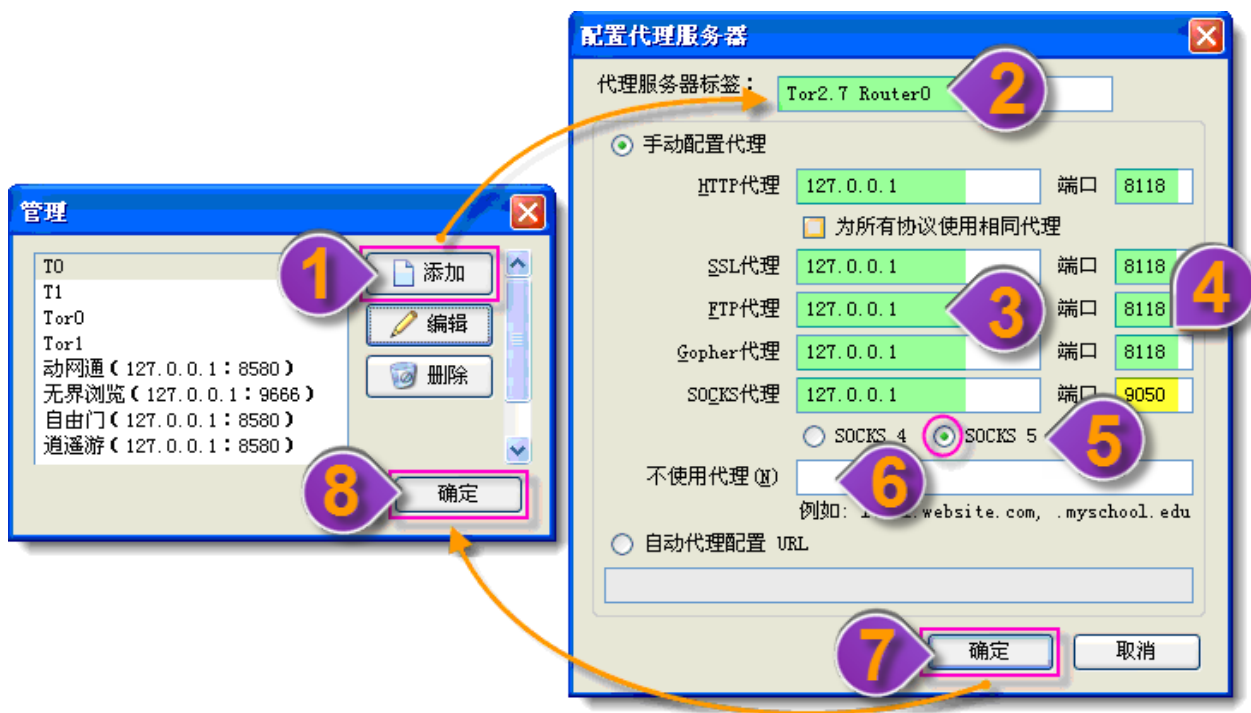 配置代理服务器
代理服务器标签：
Tor2.7 Router0
2
手动配置代理
HTTP代理
127.0.0.1
端口
8118
为所有协议使用相同代理
SSL代理
127.0.0.1
端口
8118
FTP代理
127.0.0.1
3
端口
8118
4
Gopher代理
127.0.0.1
端口
8118
SOCKS代理
127.0.0.1
端口
9050
SOCKS 4
SOCKS 5
5
不使用代理(N)
6
例如:
.website.com, .myschool.edu
自动代理配置 URL
7
确定
取消
管理
T0
T1
Tor0
Tor1
动网通(127.0.0.1:8580)
无界浏览(127.0.0.1:9666)
自由门(127.0.0.1:8580)
逍遥游(127.0.0.1:8580)
1
添加
编辑
删除
8
确定